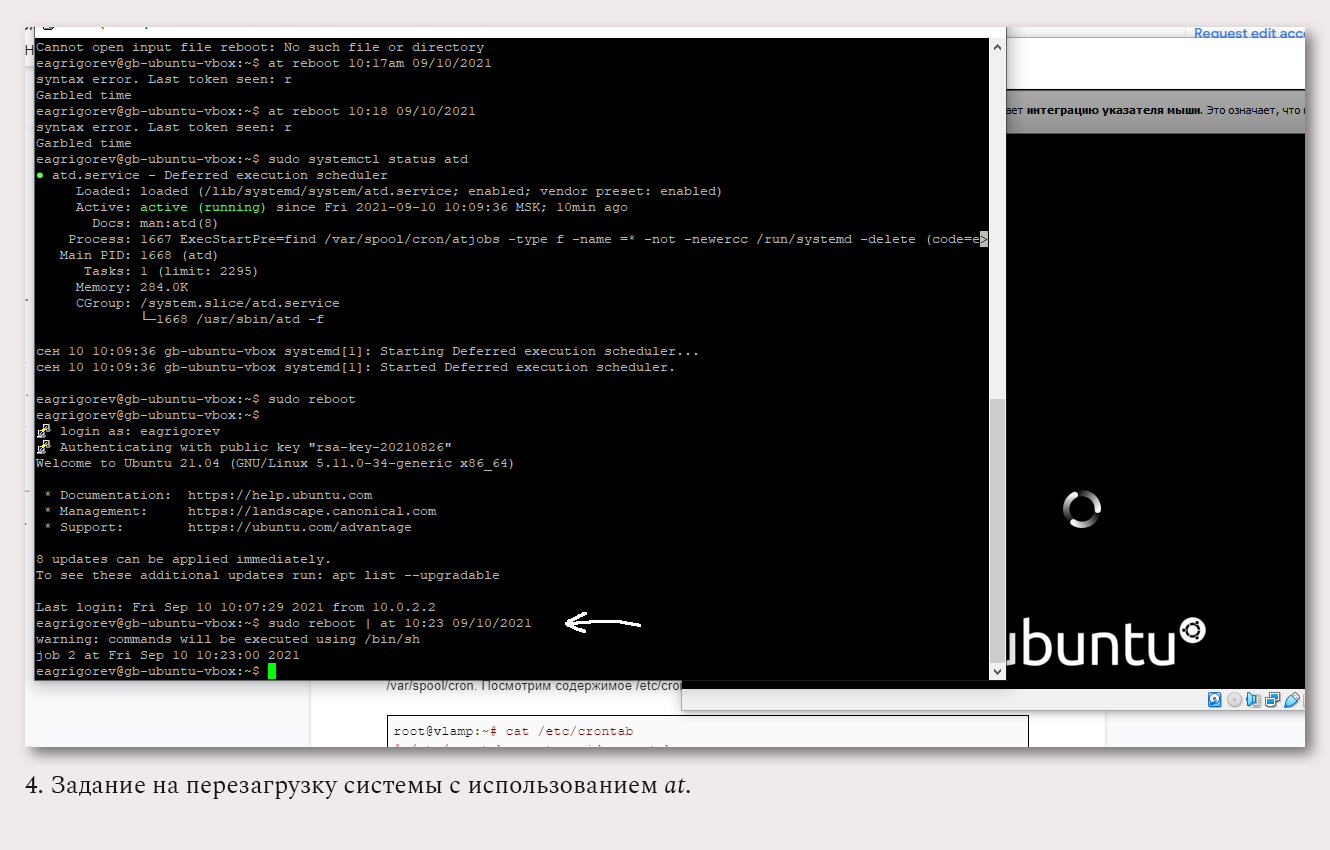 Request edit acc
Cannot open input file reboot: No such file or directory
eagrigorev@gb-ubuntu-vbox:~$ at reboot 10:17am 09/10/2021
syntax error. Last token seen: r
Garbled time
eagrigorev@gb-ubuntu-vbox:~$ at reboot 10:18 09/10/2021
syntax error. Last token seen: r
Garbled time
eagrigorev@gb-ubuntu-vbox:~$ sudo systemctl status atd
● atd.service - Deferred execution scheduler
Loaded: loaded (/lib/systemd/system/atd.service; enabled; vendor preset: enabled)
Active: active (running) since Fri 2021-09-10 10:09:36 MSK; 10min ago
Docs: man:atd(8)
Process: 1667 ExecStartPre=find /var/spool/cron/atjobs -type f -name =* -not -newercc /run/systemd -delete (code=e>
Main PID: 1668 (atd)
Tasks: 1 (limit: 2295)
Memory: 284.0K
CGroup: /system.slice/atd.service
└─1668 /usr/sbin/atd -f
сен 10 10:09:36 gb-ubuntu-vbox systemd[1]: Starting Deferred execution scheduler...
сен 10 10:09:36 gb-ubuntu-vbox systemd[1]: Started Deferred execution scheduler.
eagrigorev@gb-ubuntu-vbox:~$ sudo reboot
eagrigorev@gb-ubuntu-vbox:~$
login as: eagrigorev
Authenticating with public key "rsa-key-20210826"
Welcome to Ubuntu 21.04 (GNU/Linux 5.11.0-34-generic x86_64)
* Documentation: https://help.ubuntu.com
* Management: https://landscape.canonical.com
* Support: https://ubuntu.com/advantage
8 updates can be applied immediately.
To see these additional updates run: apt list --upgradable
Last login: Fri Sep 10 10:07:29 2021 from 10.0.2.2
eagrigorev@gb-ubuntu-vbox:~$ sudo reboot | at 10:23 09/10/2021
warning: commands will be executed using /bin/sh
job 2 at Fri Sep 10 10:23:00 2021
eagrigorev@gb-ubuntu-vbox:~$
ает интеграцию указателя мыши. Это означает, что
ubuntu
/var/spool/cron. Посмотрим содержимое /etc/cron
root@vlamp:~# cat /etc/crontab
4. Задание на перезагрузку системы с использованием at.